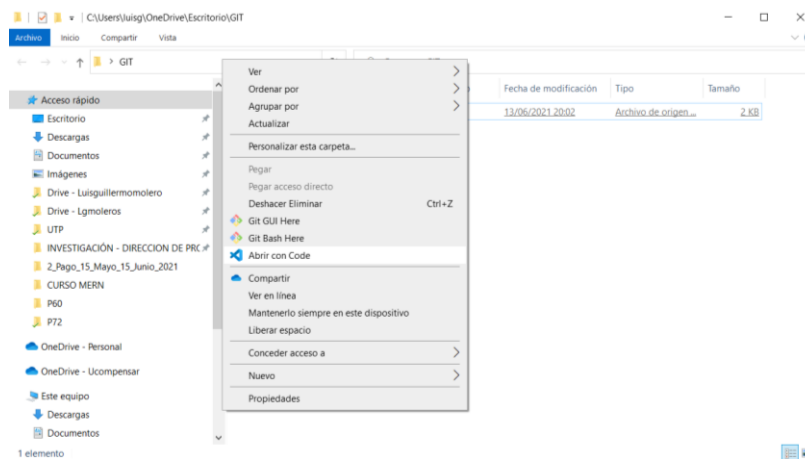 C:\Users\luisg\OneDrive\Escritorio\GIT
Archivo Inicio Compartir Vista
GIT
Fecha de modificación Tipo Tamaño
13/06/2021 20:02 Archivo de origen ... 2 KB
Acceso rápido
Escritorio
Descargas
Documentos
Imágenes
Drive - Luisguillermomolero
Drive - Lgmoleros
UTP
INVESTIGACIÓN - DIRECCION DE PRC
2_Pago_15_Mayo_15_Junio_2021
CURSO MERN
P60
P72
OneDrive - Personal
OneDrive - Ucompensar
Este equipo
Descargas
Documentos
1 elemento
Ver
Ordenar por
Agrupar por
Actualizar
Personalizar esta carpeta...
Pegar
Pegar acceso directo
Deshacer Eliminar Ctrl+Z
Git GUI Here
Git Bash Here
Abrir con Code
Compartir
Ver en línea
Mantenerlo siempre en este dispositivo
Liberar espacio
Conceder acceso a
Nuevo
Propiedades